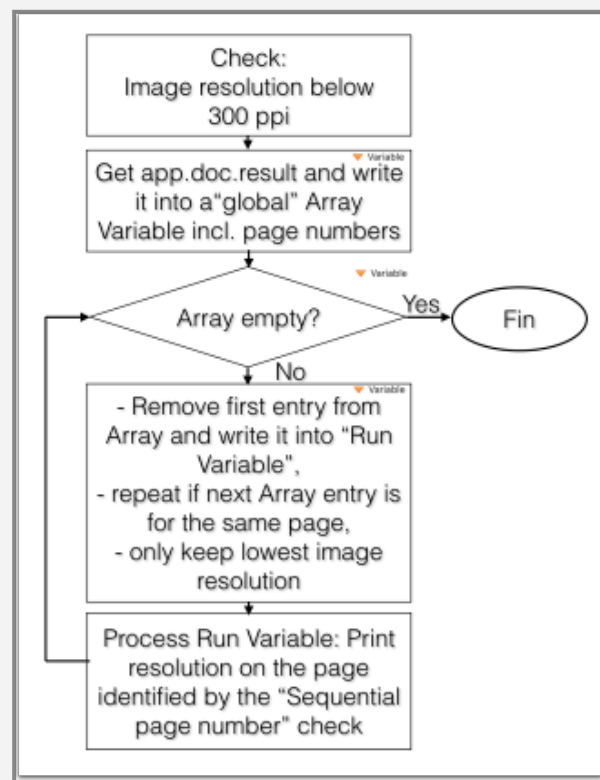 Check:
Image resolution below
300 ppi
Variable
Get app.doc.result and write
it into a“global” Array
Variable incl. page numbers
Variable
Array empty?
Yes
Fin
No
Variable
- Remove first entry from
Array and write it into “Run
Variable”,
- repeat if next Array entry is
for the same page,
- only keep lowest image
resolution
Process Run Variable: Print
resolution on the page
identified by the “Sequential
page number” check